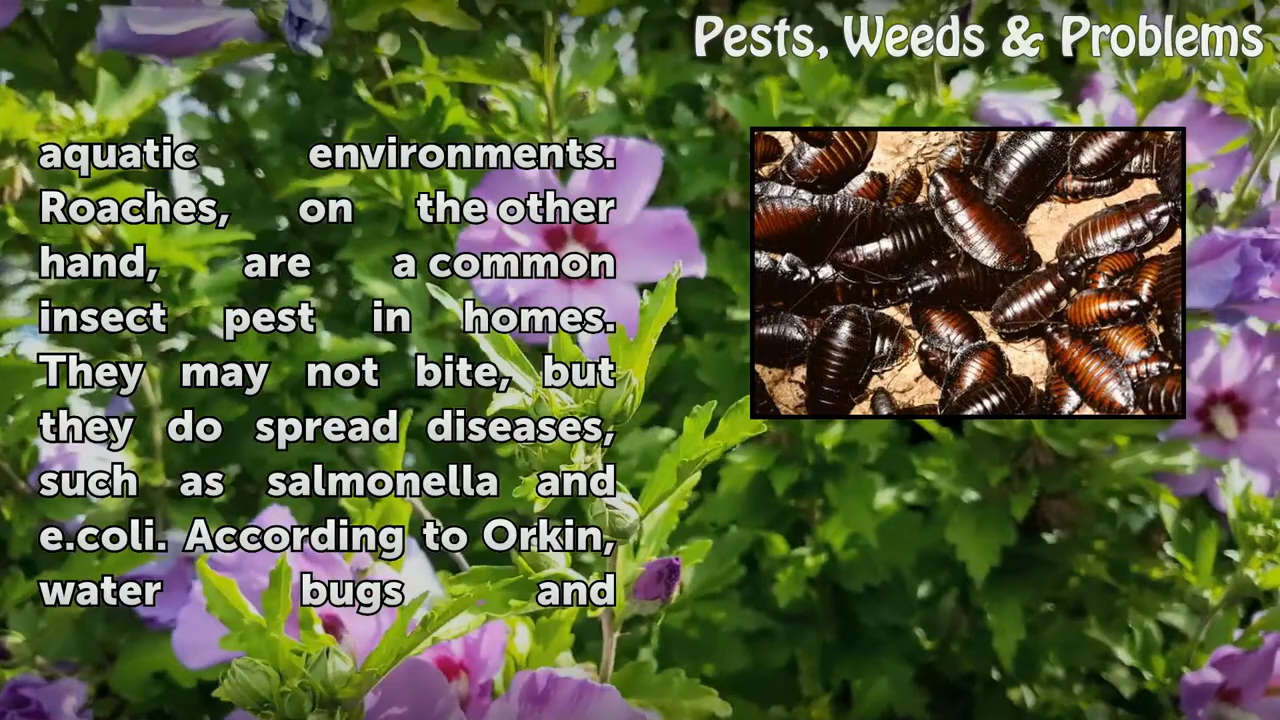 Pests, Weeds & Problems
aquatic environments.
Roaches, on the other
hand, are a common
insect pest in homes.
They may not bite, but
they do spread diseases,
such as salmonella and
e.coli. According to Orkin,
water bugs and